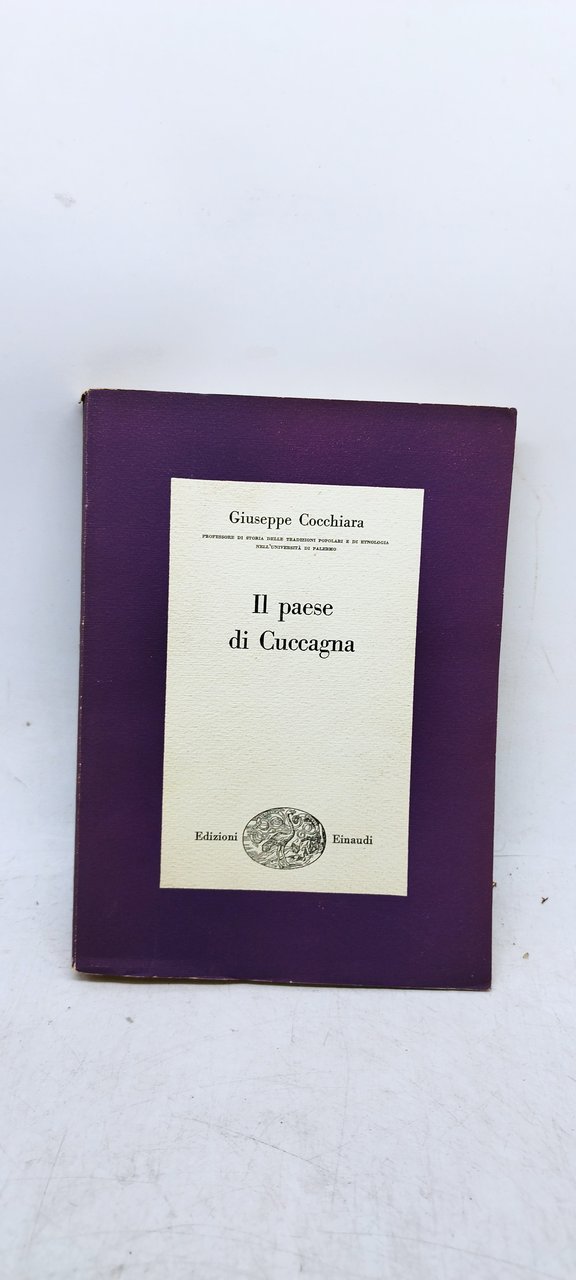 Giuseppe Cocchiara
PROFESSORE DI STORIA DELLE TRADIZIONI POPOLARI E DI ETNOLOGIA
NELL'UNIVERSITÀ DI PALERMO
Il paese
di Cuccagna
Edizioni Einaudi